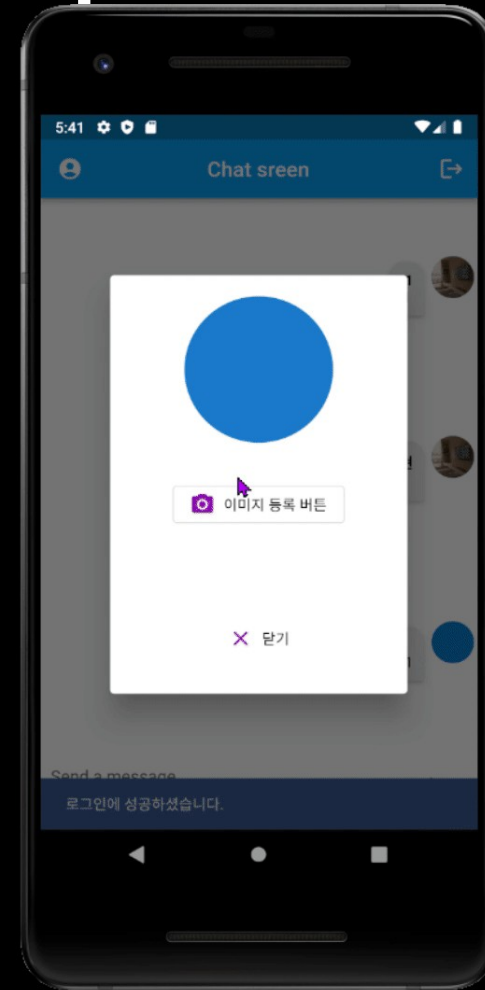 5:41
Chat sreen
이미지 등록 버튼
닫기
Send a message
로그인에 성공하셨습니다.